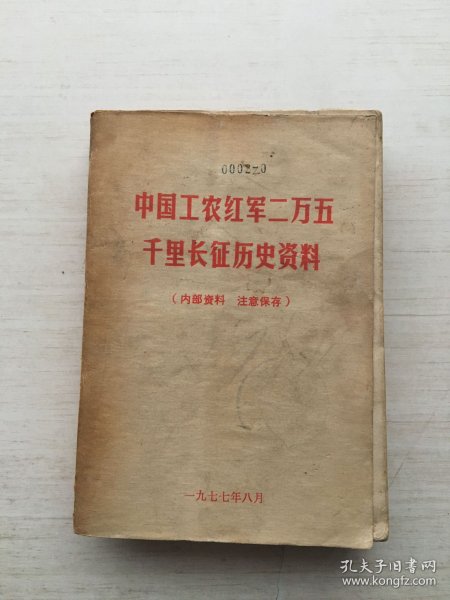 000270
中国工农红军二万五
千里长征历史资料
（内部资料 注意保存）
一九七七年八月
孔夫子旧书网
www.kongfz.com